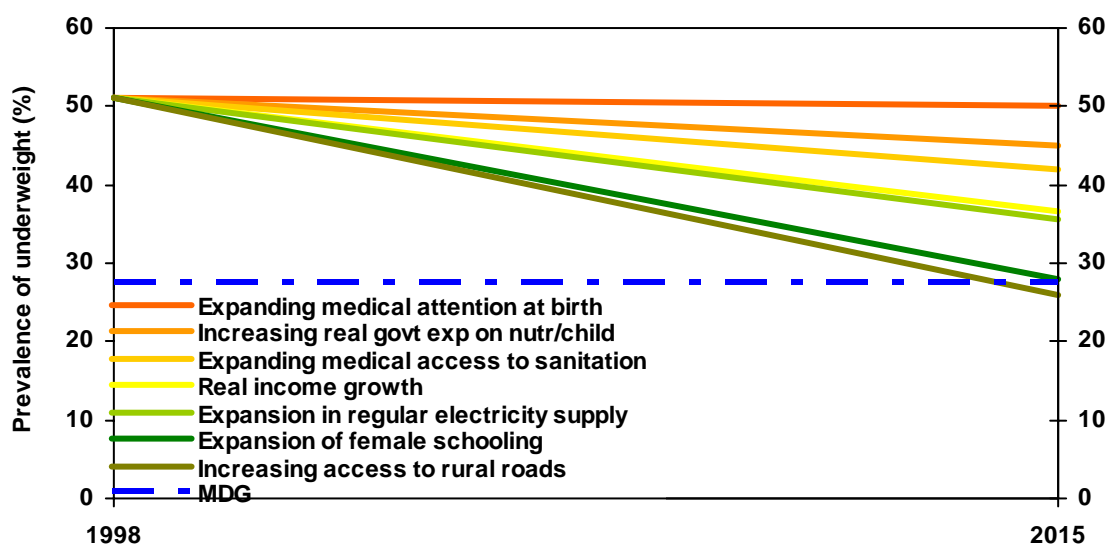 60 60
50 50
40 40
30 30
20 20
10 10
0 0
Prevalence of underweight (%)
Expanding medical attention at birth
Increasing real govt exp on nutr/child
Expanding medical access to sanitation
Real income growth
Expansion in regular electricity supply
Expansion of female schooling
Increasing access to rural roads
MDG
1998 2015